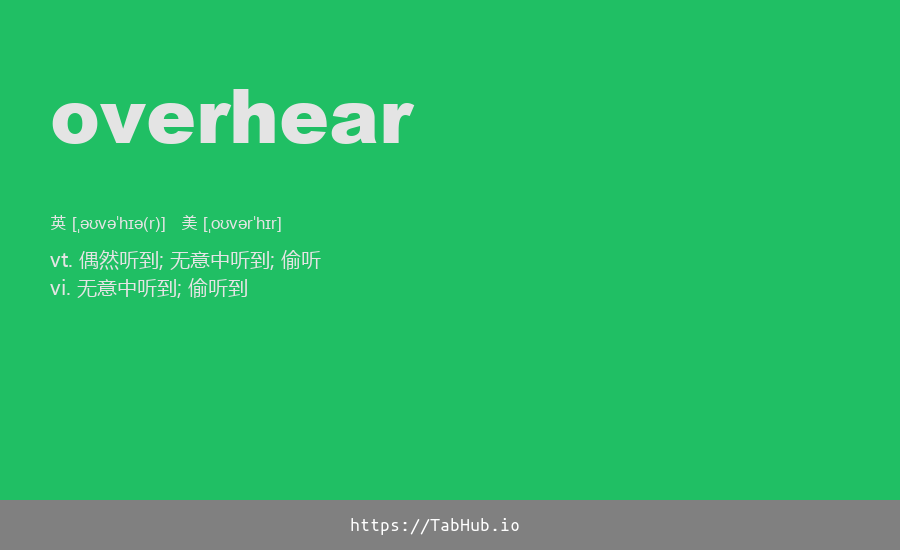 overhear
英 [ˌəʊvəˈhɪə(r)] 美 [ˌoʊvərˈhɪr]
vt. 偶然听到; 无意中听到; 偷听
vi. 无意中听到; 偷听到
https://TabHub.io